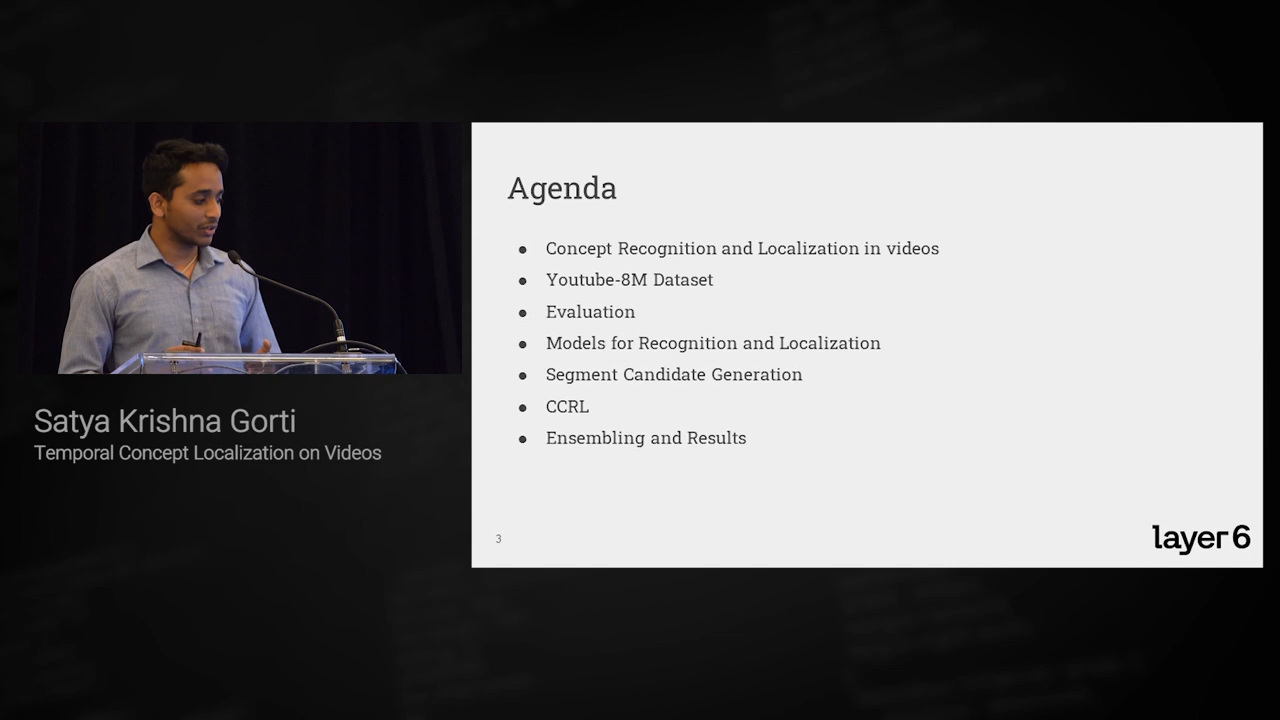 Agenda
● Concept Recognition and Localization in videos
● Youtube-8M Dataset
● Evaluation
● Models for Recognition and Localization
● Segment Candidate Generation
● CCRL
● Ensembling and Results
Satya Krishna Gorti
Temporal Concept Localization on Videos
3
layer 6